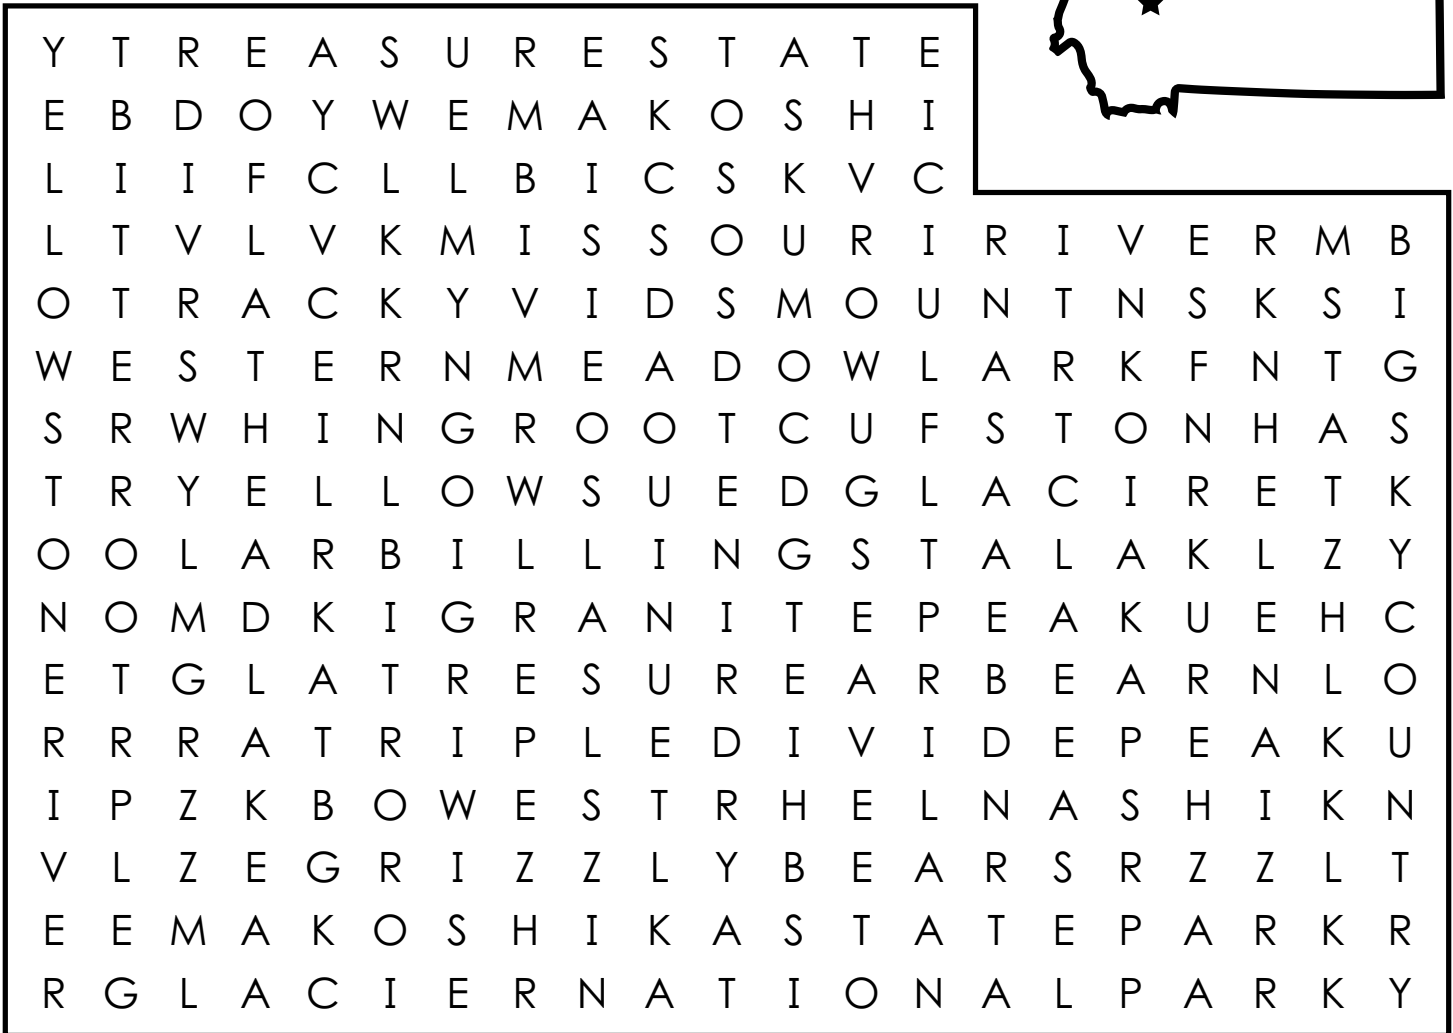 Y T R E A S U R E S T A T E
E B D O Y W E M A K O S H I
L I I F C L L B I C S K V C
L T V L V K M I S S O U R I R I V E R M B
O T R A C K Y V I D S M O U N T N S K S I
W E S T E R N M E A D O W L A R K F N T G
S R W H I N G R O O T C U F S T O N H A S
T R Y E L L O W S U E D G L A C I R E T K
O O L A R B I L L I N G S T A L A K L Z Y
N O M D K I G R A N I T E P E A K U E H C
E T G L A T R E S U R E A R B E A R N L O
R R R A T R I P L E D I V I D E P E A K U
I P Z K B O W E S T R H E L N A S H I K N
V L Z E G R I Z Z L Y B E A R S R Z Z L T
E E M A K O S H I K A S T A T E P A R K R
R G L A C I E R N A T I O N A L P A R K Y